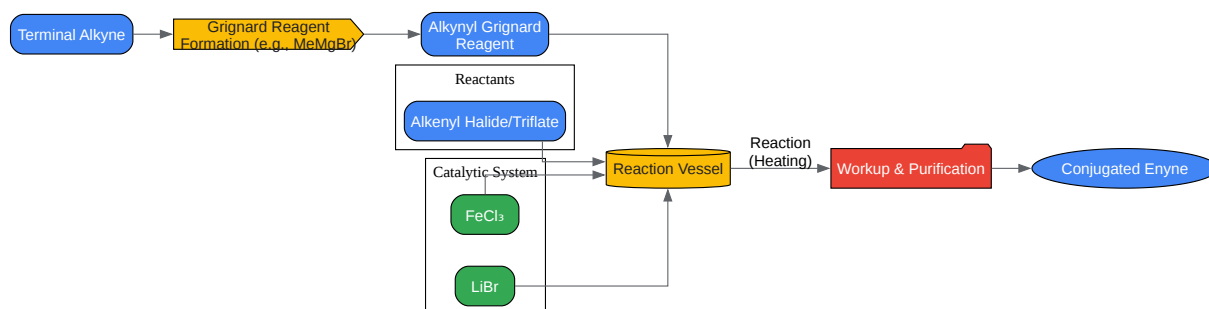 Terminal Alkyne
Grignard Reagent
Formation (e.g., MeMgBr)
Alkynyl Grignard
Reagent
Reactants
Alkenyl Halide/Triflate
Catalytic System
FeCl₃
LiBr
Reaction Vessel
Reaction
(Heating)
Workup & Purification
Conjugated Enyne